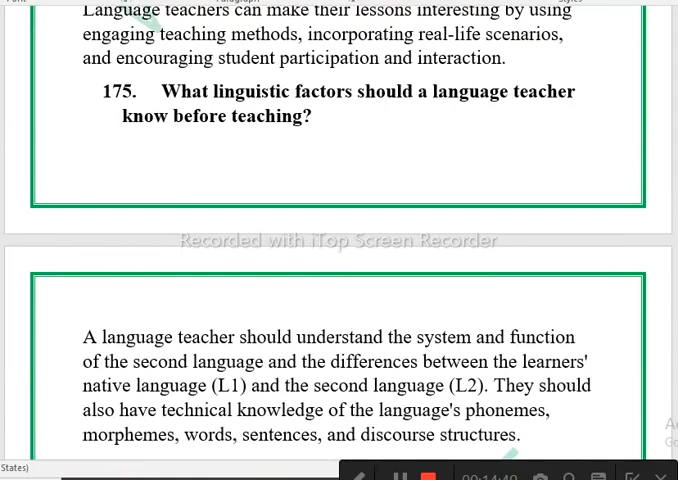 Language teachers can make their lessons interesting by using
engaging teaching methods, incorporating real-life scenarios,
and encouraging student participation and interaction.
175. What linguistic factors should a language teacher
know before teaching?
Recorded with iTop Screen Recorder
A language teacher should understand the system and function
of the second language and the differences between the learners'
native language (L1) and the second language (L2). They should
also have technical knowledge of the language's phonemes,
morphemes, words, sentences, and discourse structures.
States)
00:14:40